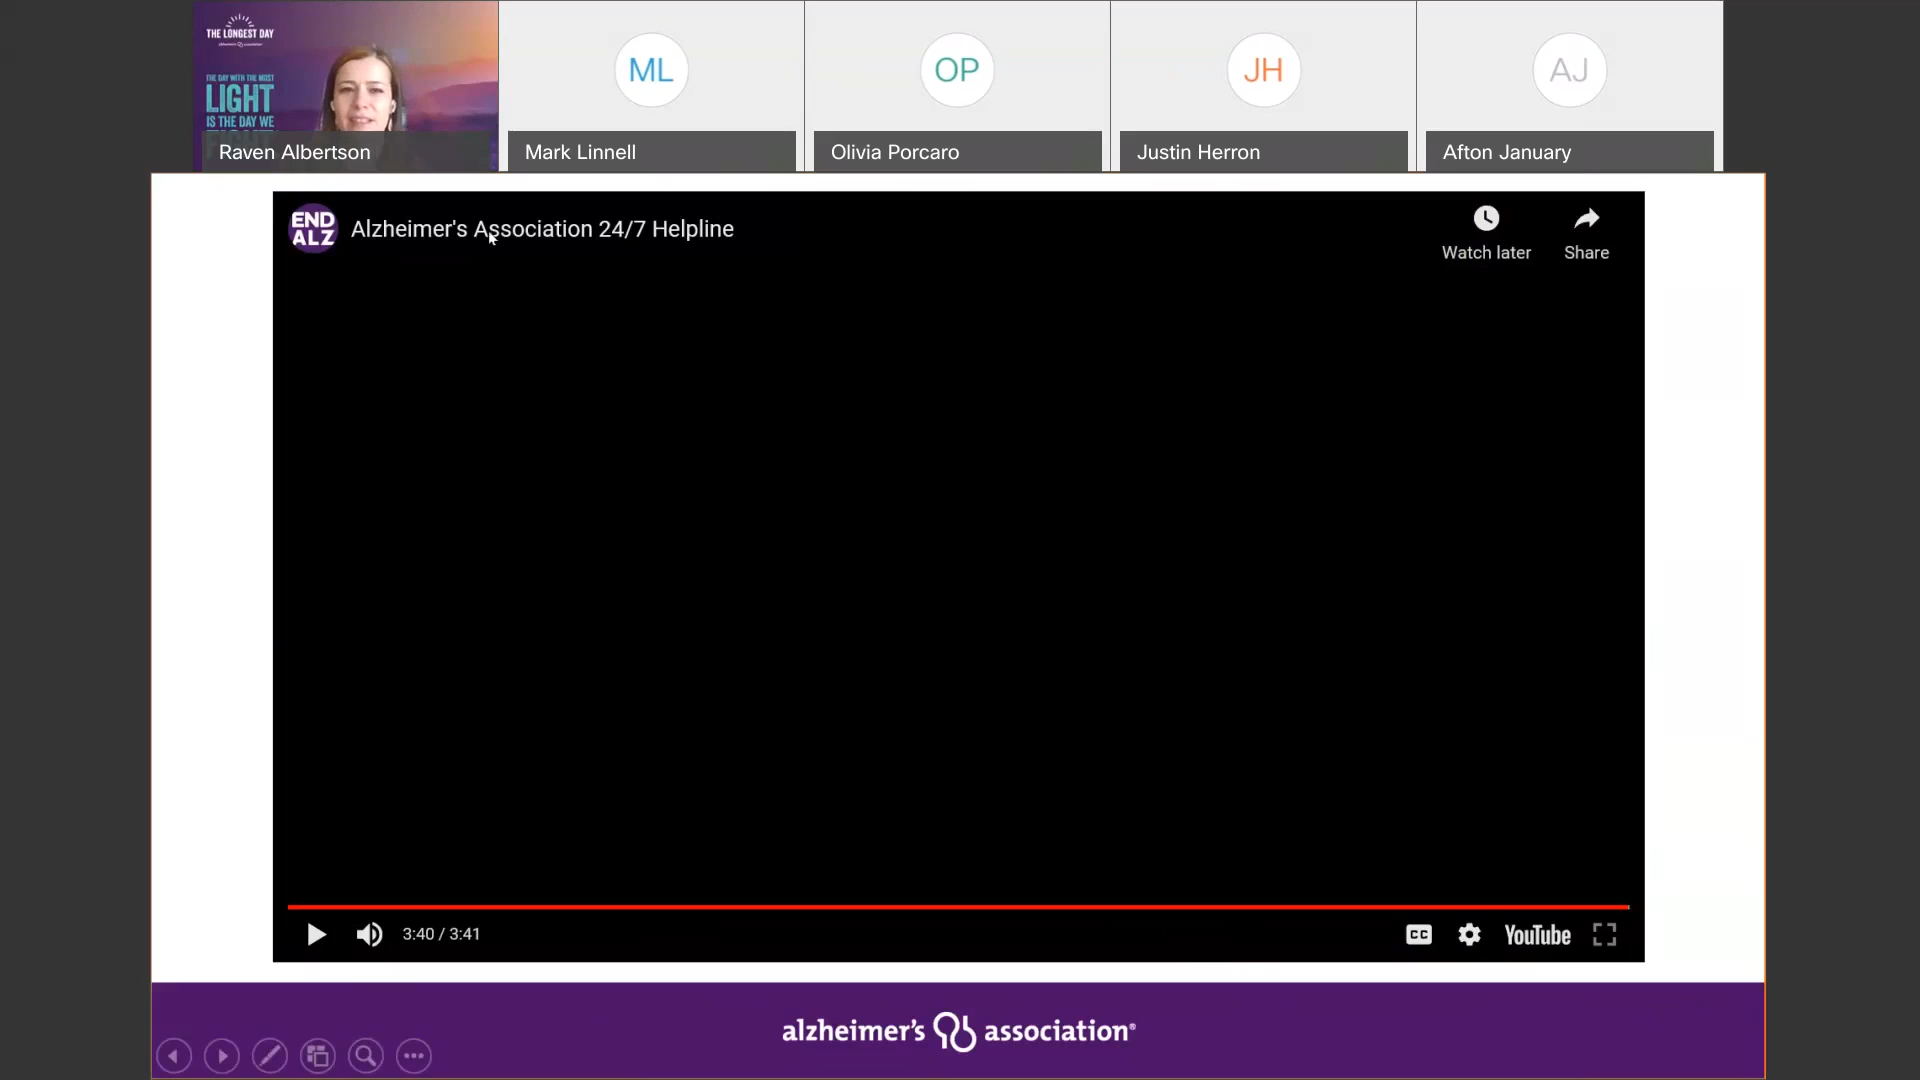 THE LONGEST DAY
alzheimer's association
THE DAY WITH THE MOST
LIGHT
IS THE DAY WE
Raven Albertson
ML
Mark Linnell
OP
Olivia Porcaro
JH
Justin Herron
AJ
Afton January
END
ALZ
Alzheimer's Association 24/7 Helpline
Watch later
Share
3:40 / 3:41
CC
YouTube
alzheimer's association®